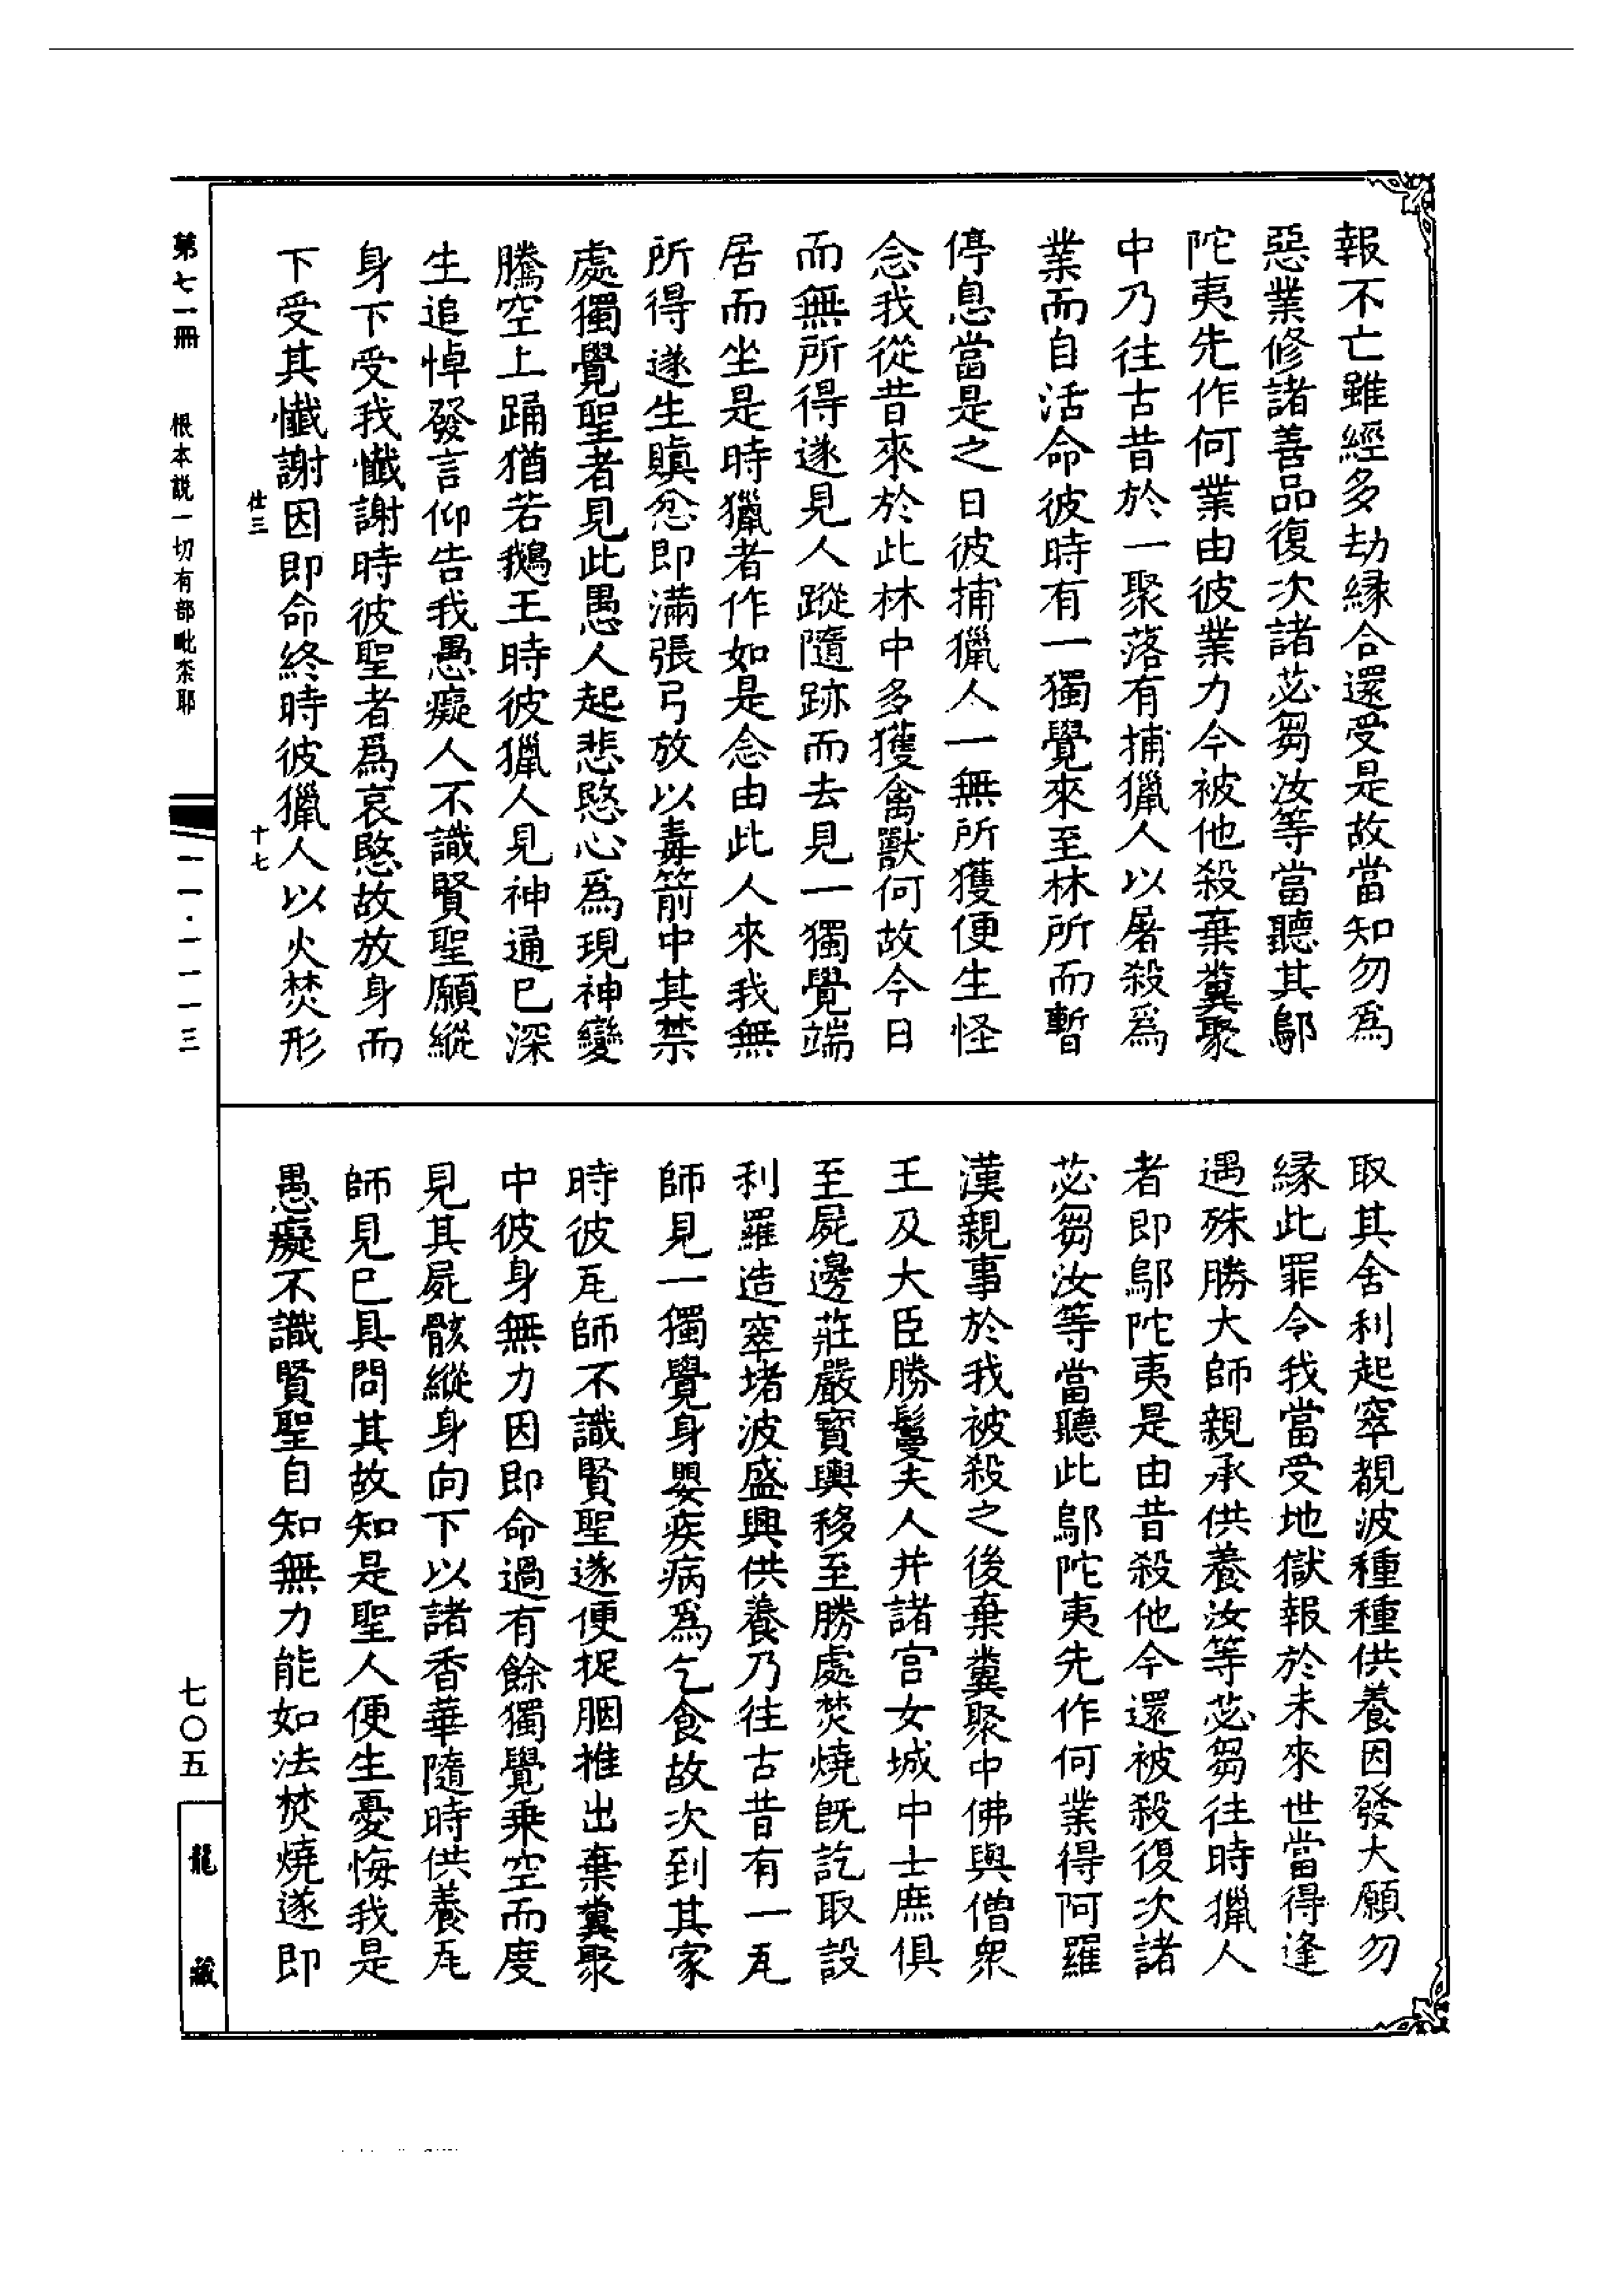 報不亡雖經多劫緣合還受是故當知勿為
惡業修諸善品復次諸苾芻汝等當聽其鄔
陀夷先作何業由彼業力今被他殺棄糞聚
中乃往古昔於一聚落有捕獵人以屠殺爲
業而自活命彼時有一獨覺來至林所而暫
停息當是之日彼捕獵人一無所獲便生怪
念我從昔來於此林中多獲禽獸何故今日
而無所得遂見人蹤隨跡而去見一獨覺端
居而坐是時獵者作如是念由此人來我無
所得遂生瞋忿即滿張弓放以毒箭中其禁
處獨覺聖者見此愚人起悲愍心爲現神變
騰空上踊猶若鵝王時彼獵人見神通已深
生追悼發言仰告我愚癡人不識賢聖願縱
身下受我懺謝時彼聖者爲哀愍故放身而
下受其懺謝因即命終時彼獵人以火焚形
取其舍利起窣覩波種種供養因發大願勿
緣此罪令我當受地獄報於未來世當得逢
遇殊勝大師親承供養汝等苾芻往時獵人
者即鄔陀夷是由昔殺他今還被殺復次諸
苾芻汝等當聽此鄔陀夷先作何業得阿羅
漢親事於我被殺之後棄糞聚中佛與僧眾
王及大臣勝鬘夫人并諸宮女城中士庶俱
至屍邊莊嚴寶輿移至勝處焚燒旣訖取設
利羅造窣堵波盛興供養乃往古昔有一瓦
師見一獨覺身嬰疾病爲乞食故次到其家
時彼瓦師不識賢聖遂便捉胭推出棄糞聚
中彼身無力因即命過有餘獨覺乘空而度
見其屍骸縱身向下以諸香華隨時供養瓦
師見已具問其故知是聖人便生憂悔我是
愚癡不識賢聖自知無力能如法焚燒遂即
仕三
十七
第七一冊
根本説一切有部毗柰耶
一一·一一一三
七〇五
龍藏